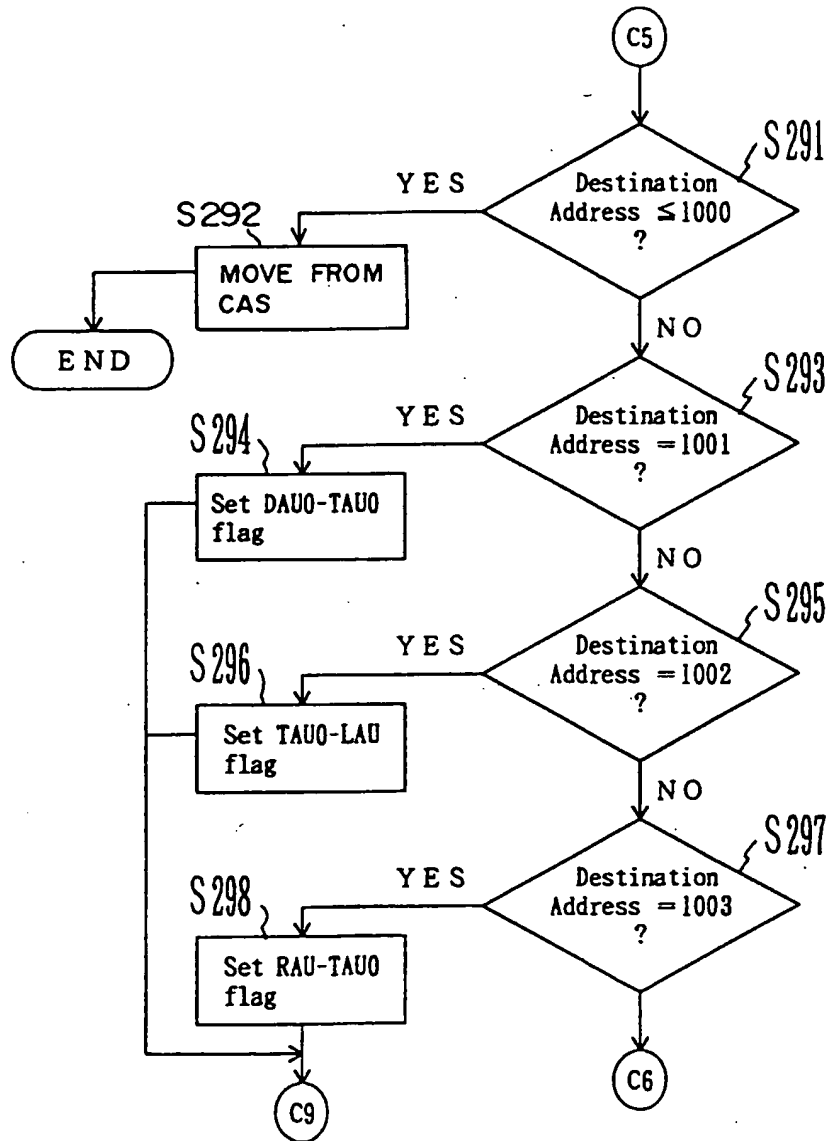 C5
S291
Destination
Address ≦1000
?
YES
S292
MOVE FROM
CAS
END
NO
S293
Destination
Address =1001
?
YES
S294
Set DAU0-TAU0
flag
NO
S295
Destination
Address =1002
?
YES
S296
Set TAU0-LAU
flag
NO
S297
Destination
Address =1003
?
YES
S298
Set RAU-TAU0
flag
C6
C9